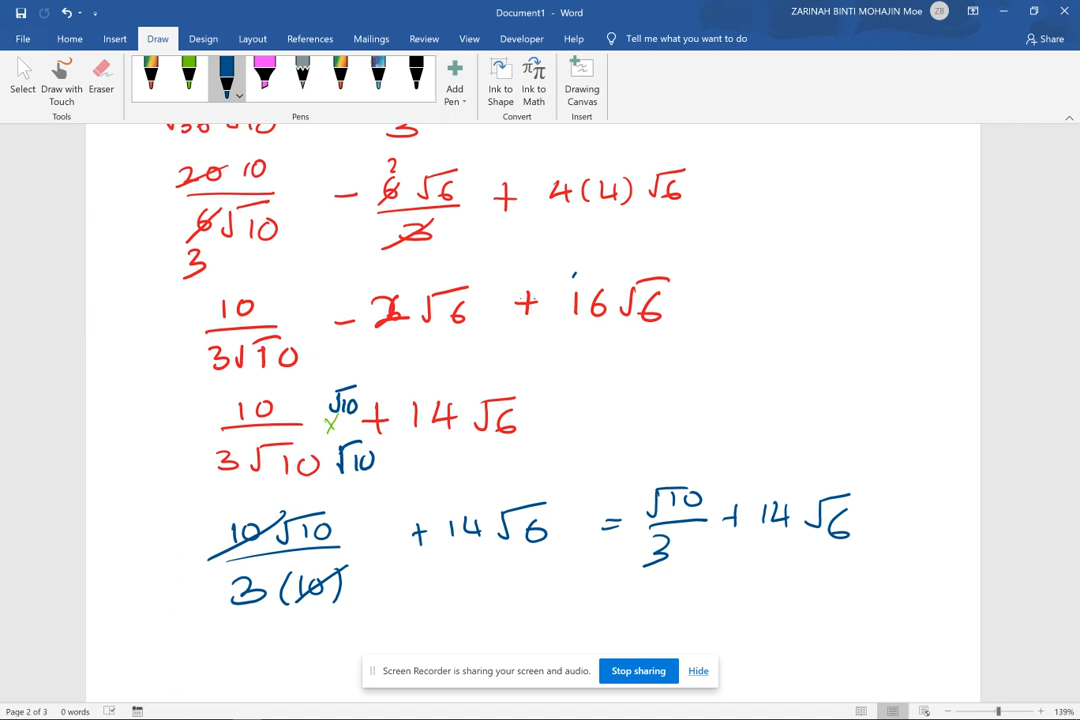 Document1 - Word
ZARINAH BINTI MOHAJIN Moe ZB
File Home Insert Draw Design Layout References Mailings Review View Developer Help Tell me what you want to do Share
Select Draw with Touch Eraser Add Pen Ink to Shape Ink to Math Drawing Canvas
Tools Pens Convert Insert
√36 √10 3
20 10 2
6√10 - 6√6/3 + 4(4)√6
3
10/3√10 - 2√6 + 16√6
10/3√10 × √10/√10 + 14√6
10√10/3(10) + 14√6 = √10/3 + 14√6
Screen Recorder is sharing your screen and audio. Stop sharing Hide
Page 2 of 3 0 words 139%